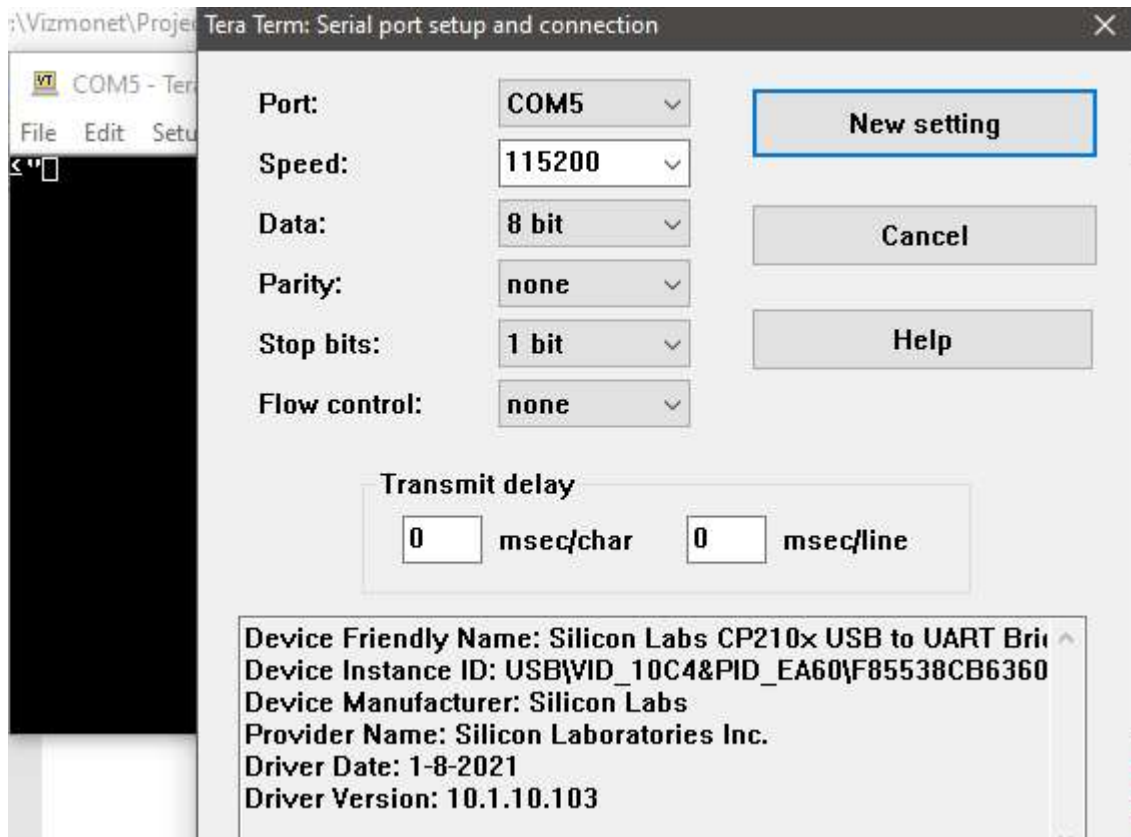 :\Vizmonet\Projec
Tera Term: Serial port setup and connection
VT COM5 - Ter
File Edit Setu
<"
Port: COM5
New setting
Speed: 115200
Data: 8 bit
Cancel
Parity: none
Stop bits: 1 bit
Help
Flow control: none
Transmit delay
0 msec/char 0 msec/line
Device Friendly Name: Silicon Labs CP210x USB to UART Bri
Device Instance ID: USB\VID_10C4&PID_EA60\F85538CB6360
Device Manufacturer: Silicon Labs
Provider Name: Silicon Laboratories Inc.
Driver Date: 1-8-2021
Driver Version: 10.1.10.103